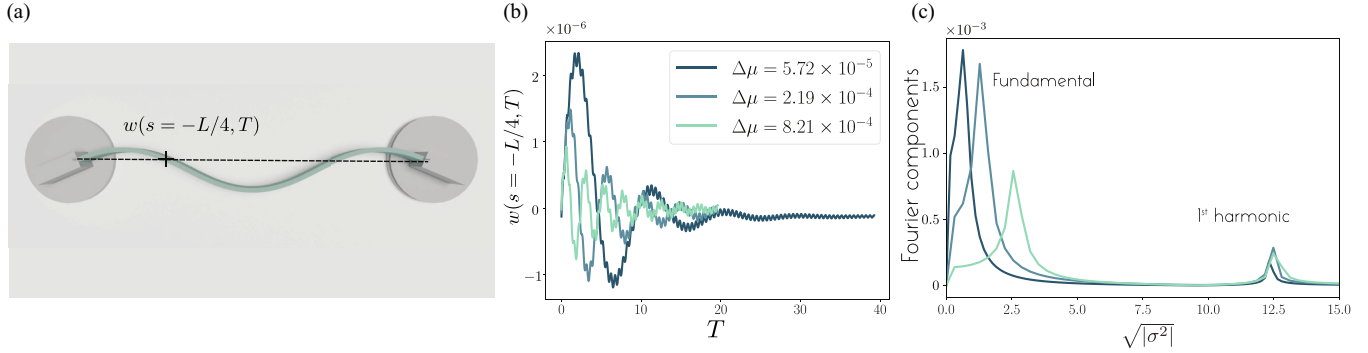 (a)
w(s = −L/4, T)
(b)
×10⁻⁶
w(s = −L/4, T)
2
1
0
−1
0
10
20
30
40
T
Δμ = 5.72 × 10⁻⁵
Δμ = 2.19 × 10⁻⁴
Δμ = 8.21 × 10⁻⁴
(c)
×10⁻³
Fourier components
1.5
1.0
0.5
0
0.0
2.5
5.0
7.5
10.0
12.5
15.0
√|σ²|
Fundamental
1st harmonic